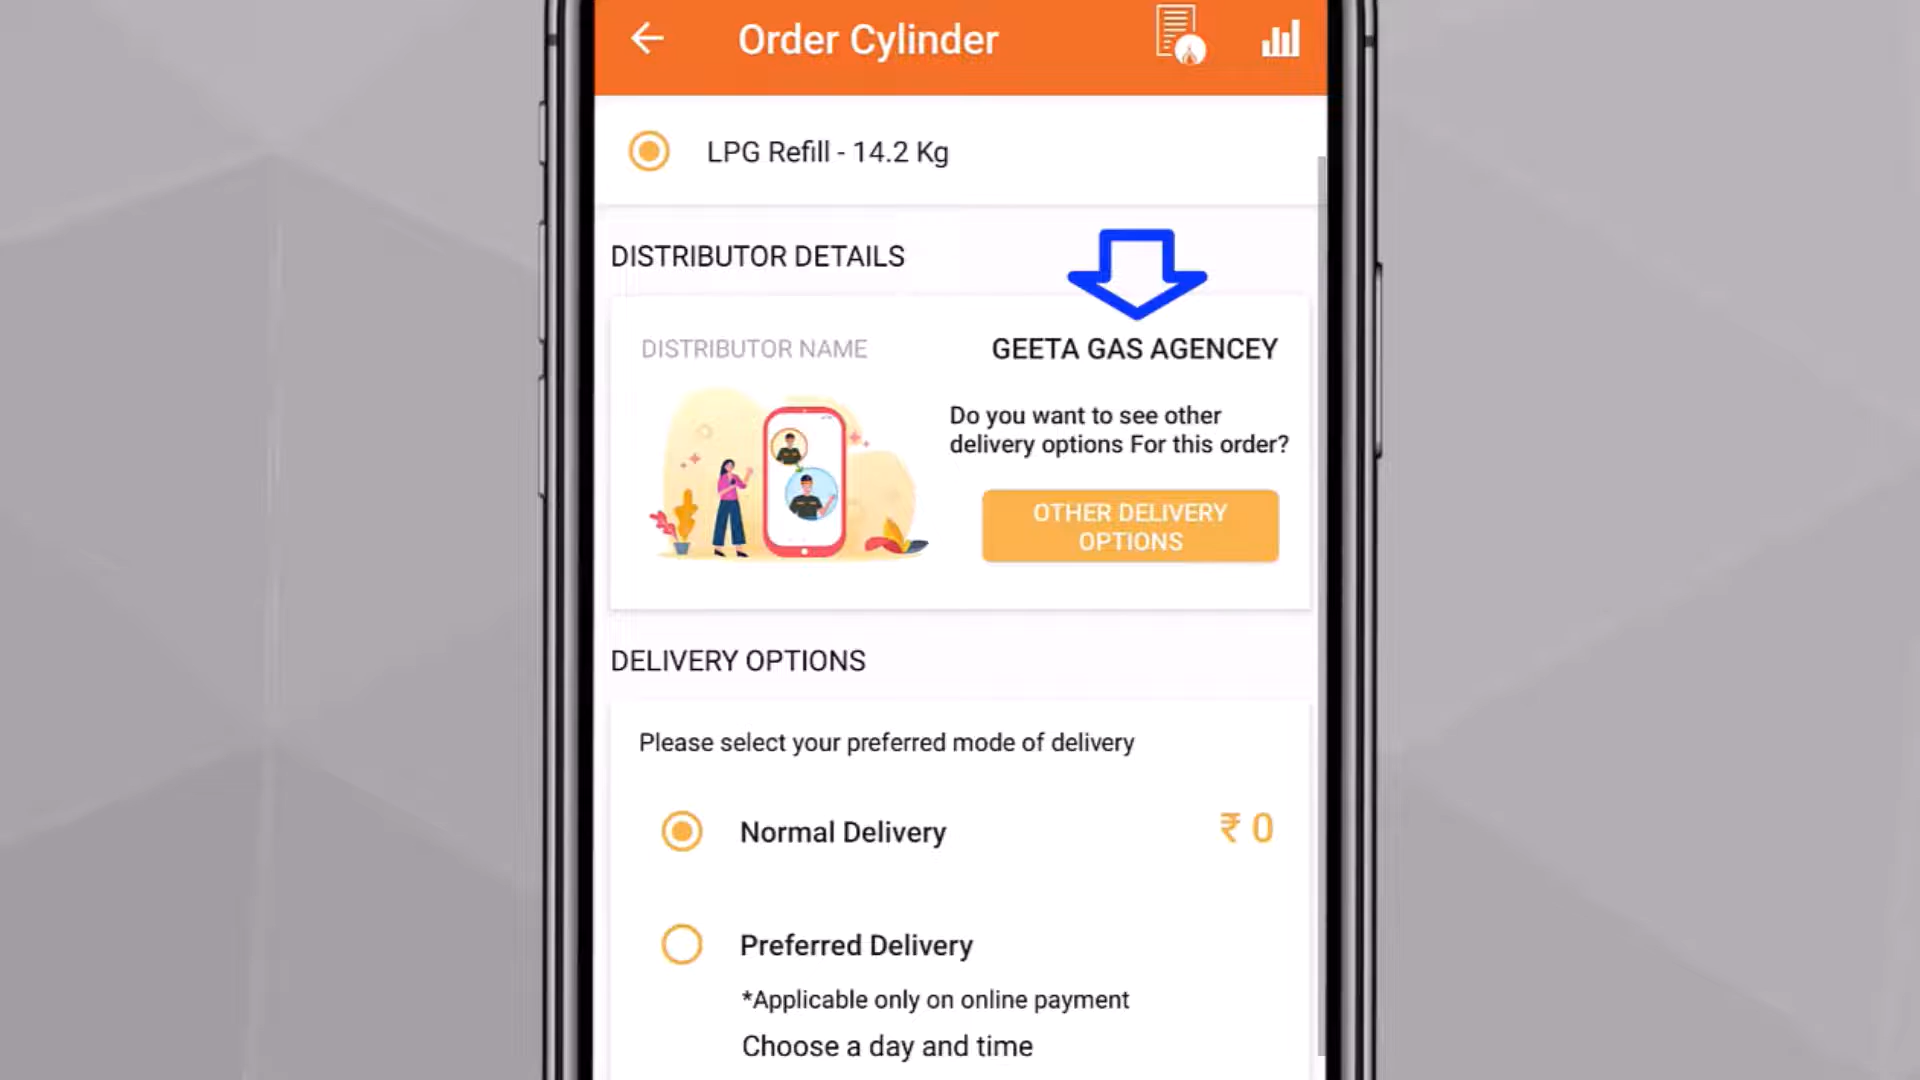 Order Cylinder
LPG Refill - 14.2 Kg
DISTRIBUTOR DETAILS
DISTRIBUTOR NAME
GEETA GAS AGENCEY
Do you want to see other
delivery options For this order?
OTHER DELIVERY
OPTIONS
DELIVERY OPTIONS
Please select your preferred mode of delivery
Normal Delivery ₹ 0
Preferred Delivery
*Applicable only on online payment
Choose a day and time